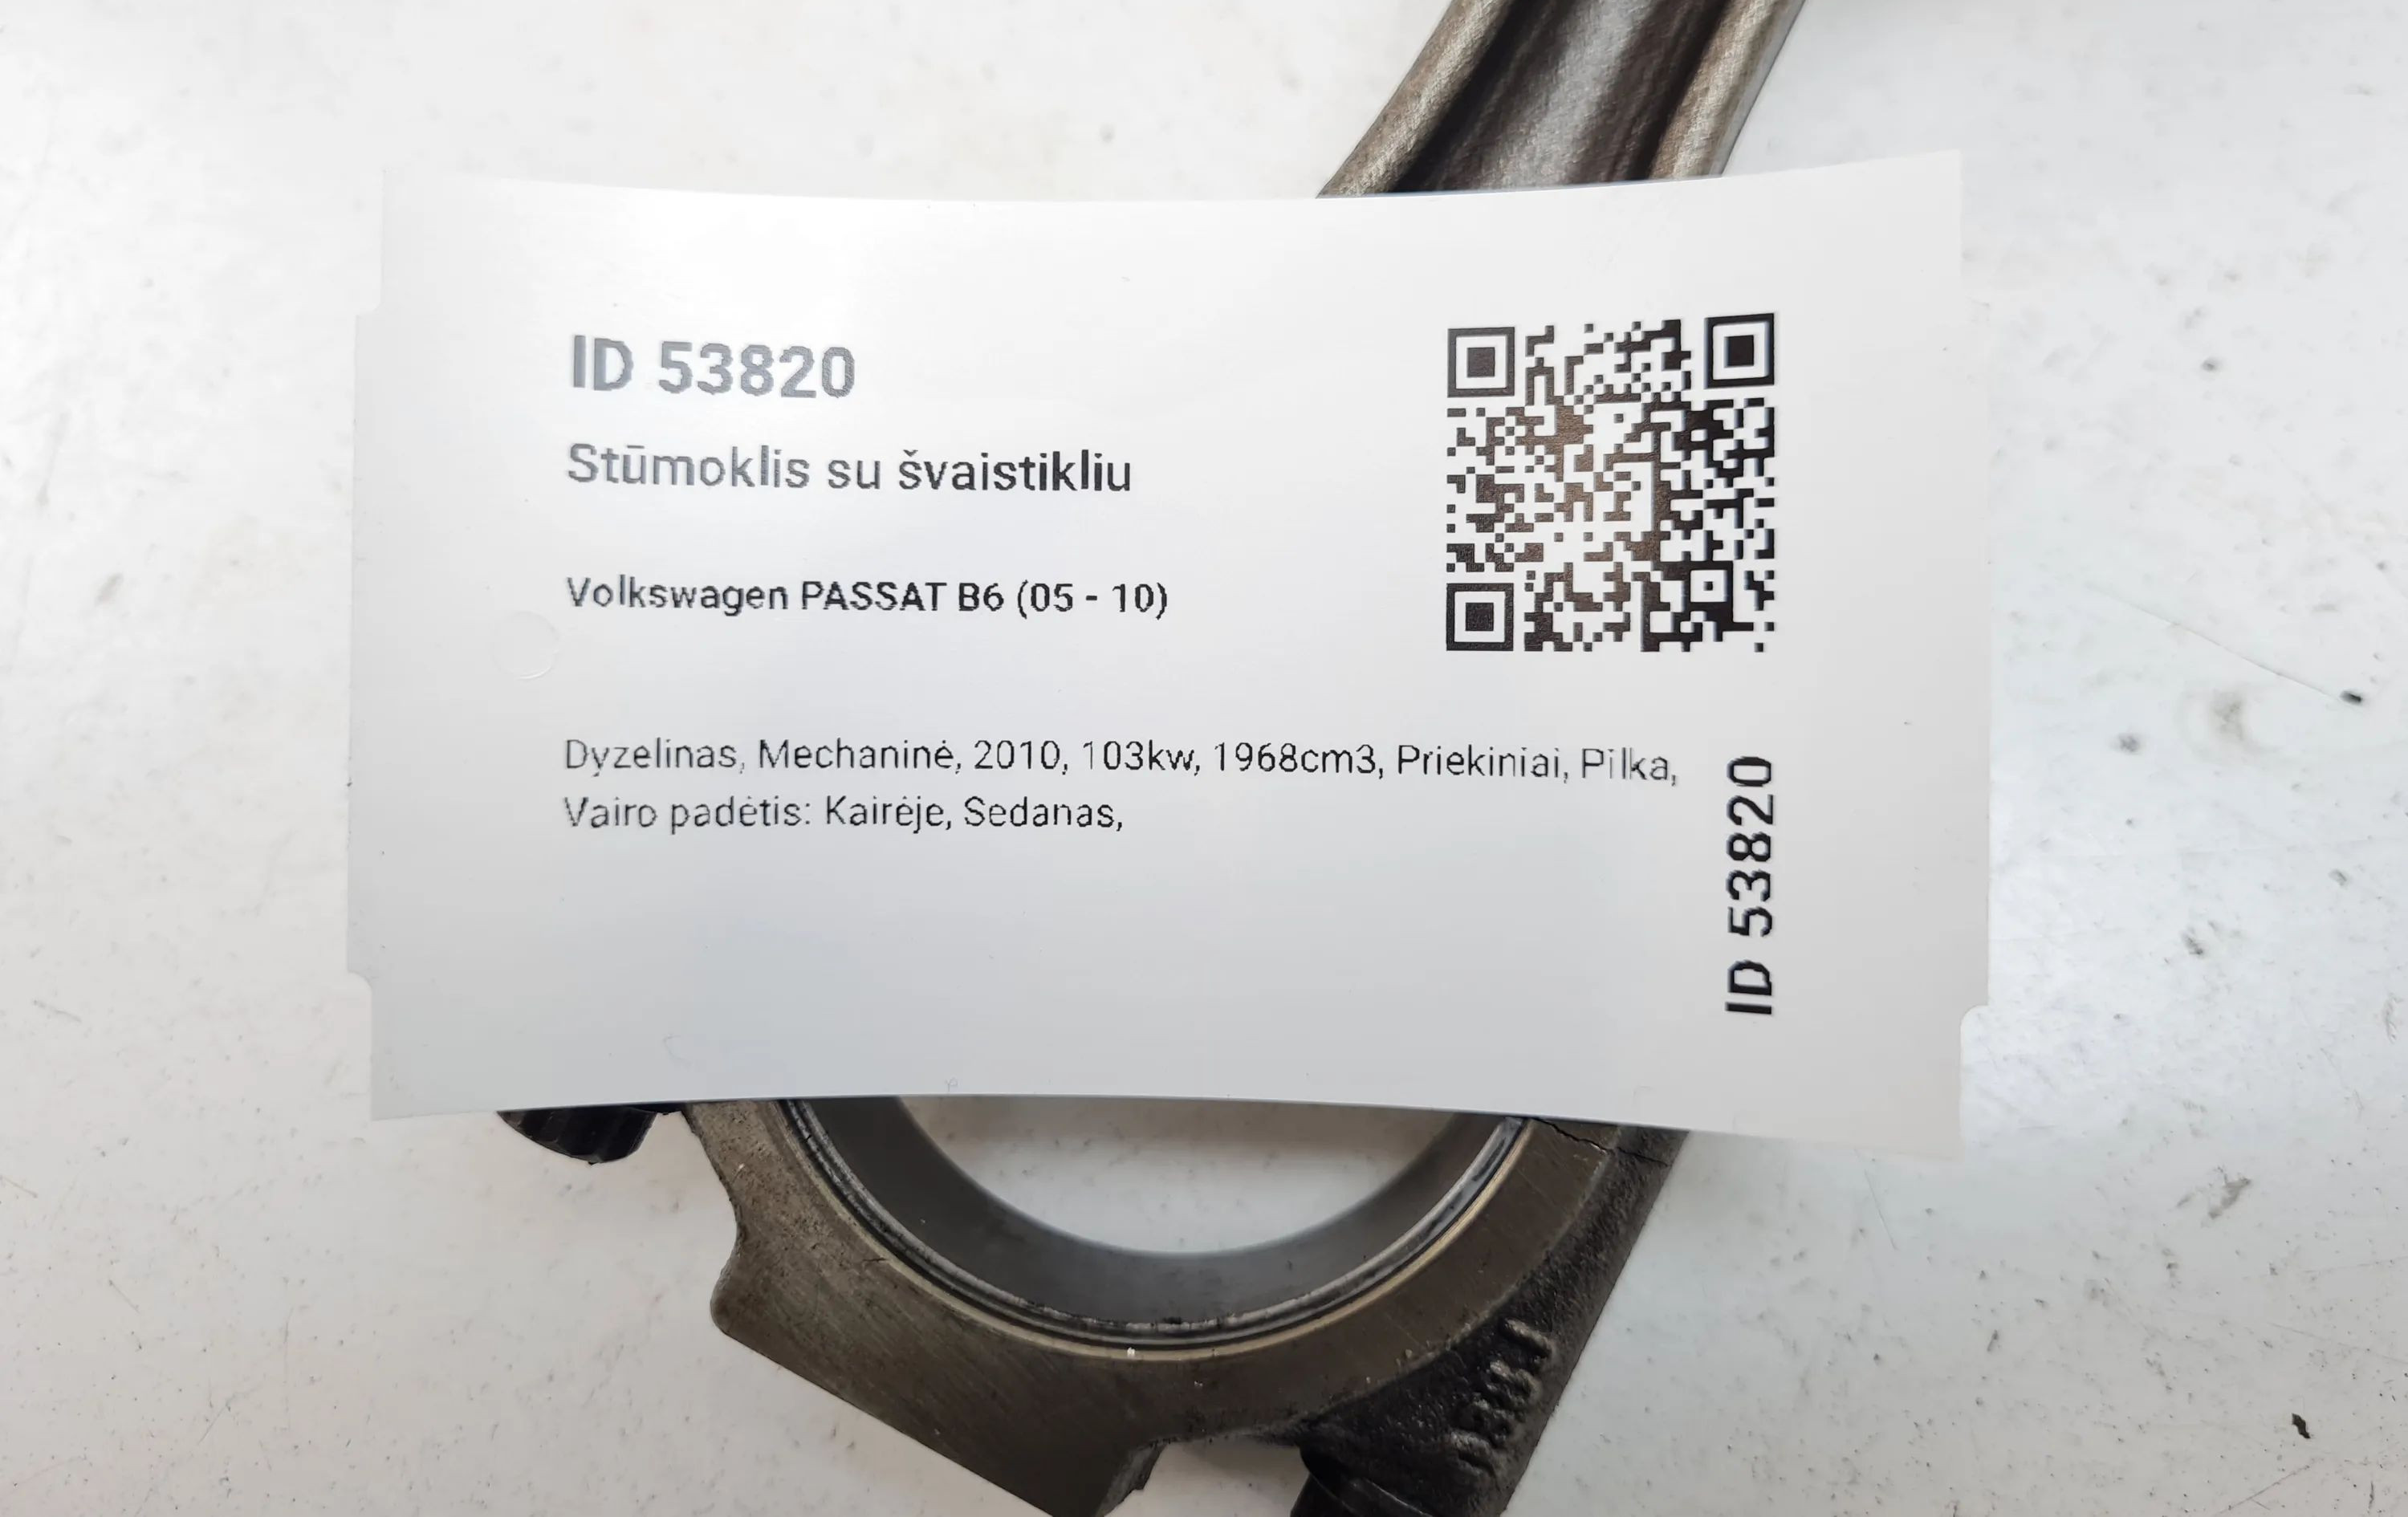 ID 53820
Stūmoklis su švaistikliu
Volkswagen PASSAT B6 (05 - 10)
Dyzelinas, Mechaninė, 2010, 103kw, 1968cm3, Priekiniai, Pilka,
Vairo padėtis: Kairėje, Sedanas,
ID 53820